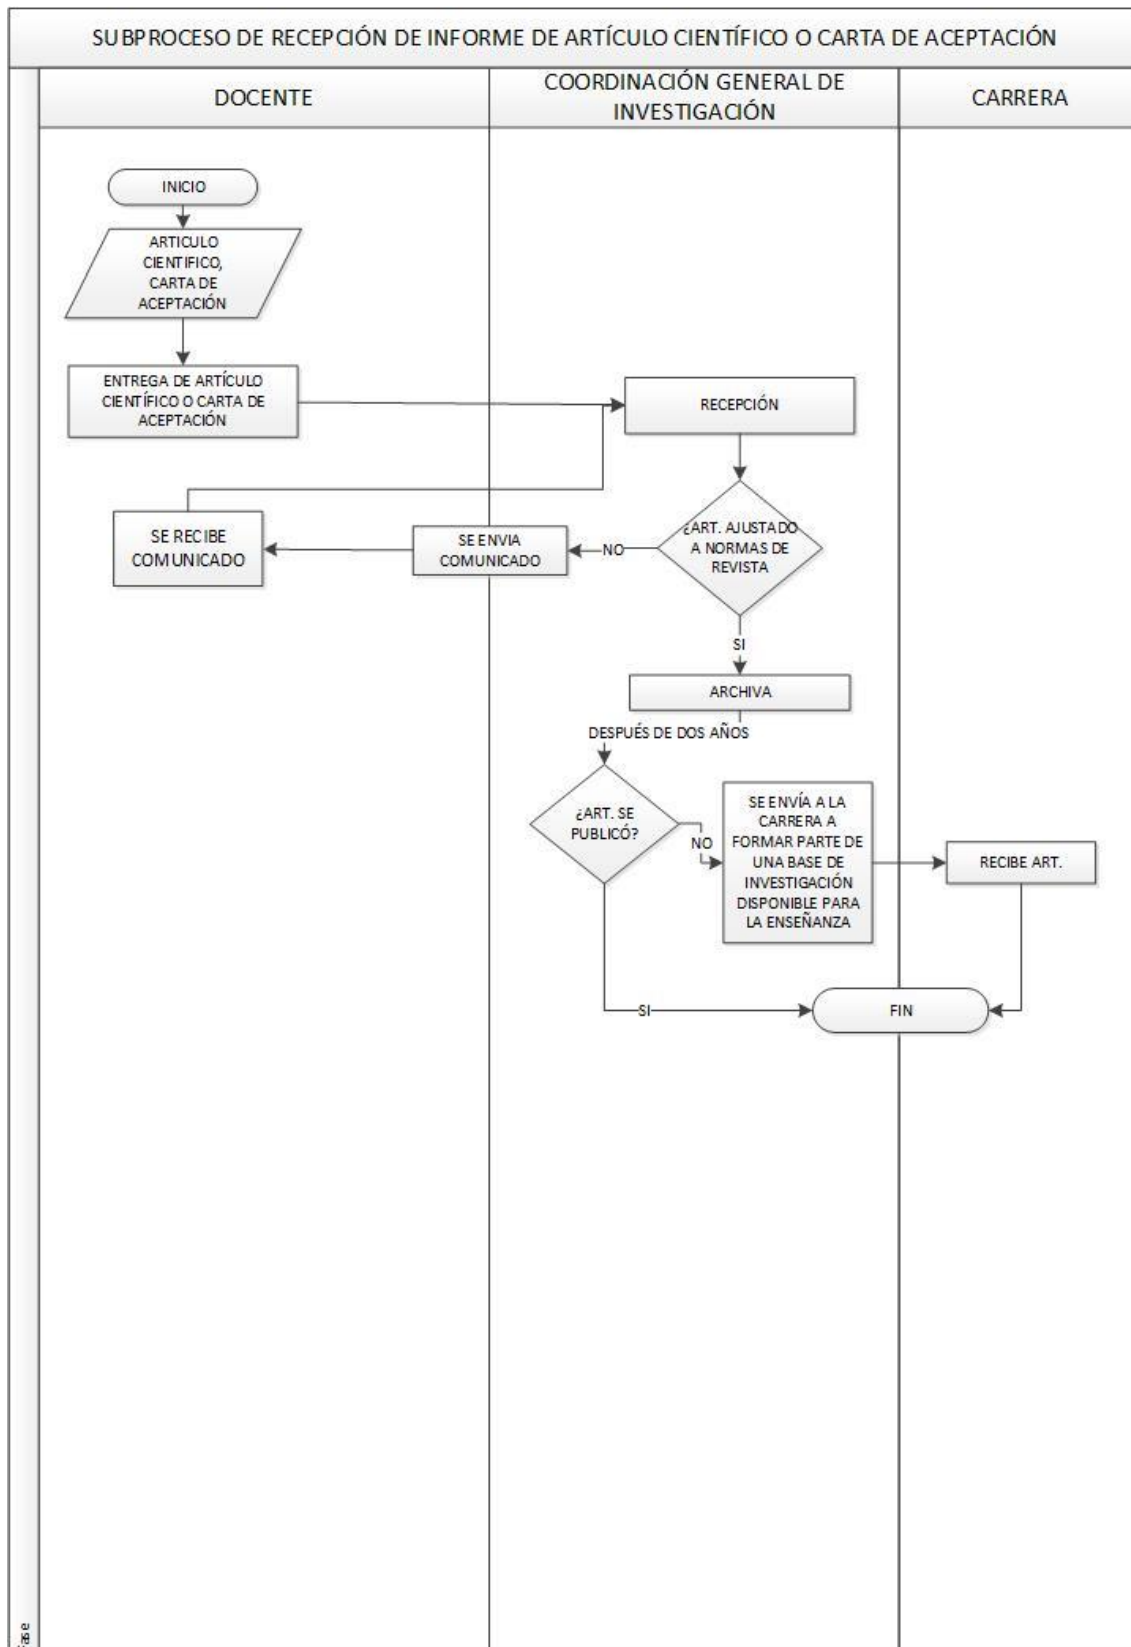 SUBPROCESO DE RECEPCIÓN DE INFORME DE ARTÍCULO CIENTÍFICO O CARTA DE ACEPTACIÓN
DOCENTE
COORDINACIÓN GENERAL DE
INVESTIGACIÓN
CARRERA
INICIO
ARTICULO
CIENTIFICO,
CARTA DE
ACEPTACIÓN
ENTREGA DE ARTÍCULO
CIENTÍFICO O CARTA DE
ACEPTACIÓN
RECEPCIÓN
¿ART. AJUSTADO
A NORMAS DE
REVISTA
NO
SE ENVIA
COMUNICADO
SE RECIBE
COMUNICADO
SI
ARCHIVA
DESPUÉS DE DOS AÑOS
¿ART. SE
PUBLICÓ?
NO
SE ENVÍA A LA
CARRERA A
FORMAR PARTE DE
UNA BASE DE
INVESTIGACIÓN
DISPONIBLE PARA
LA ENSEÑANZA
RECIBE ART.
SI
FIN